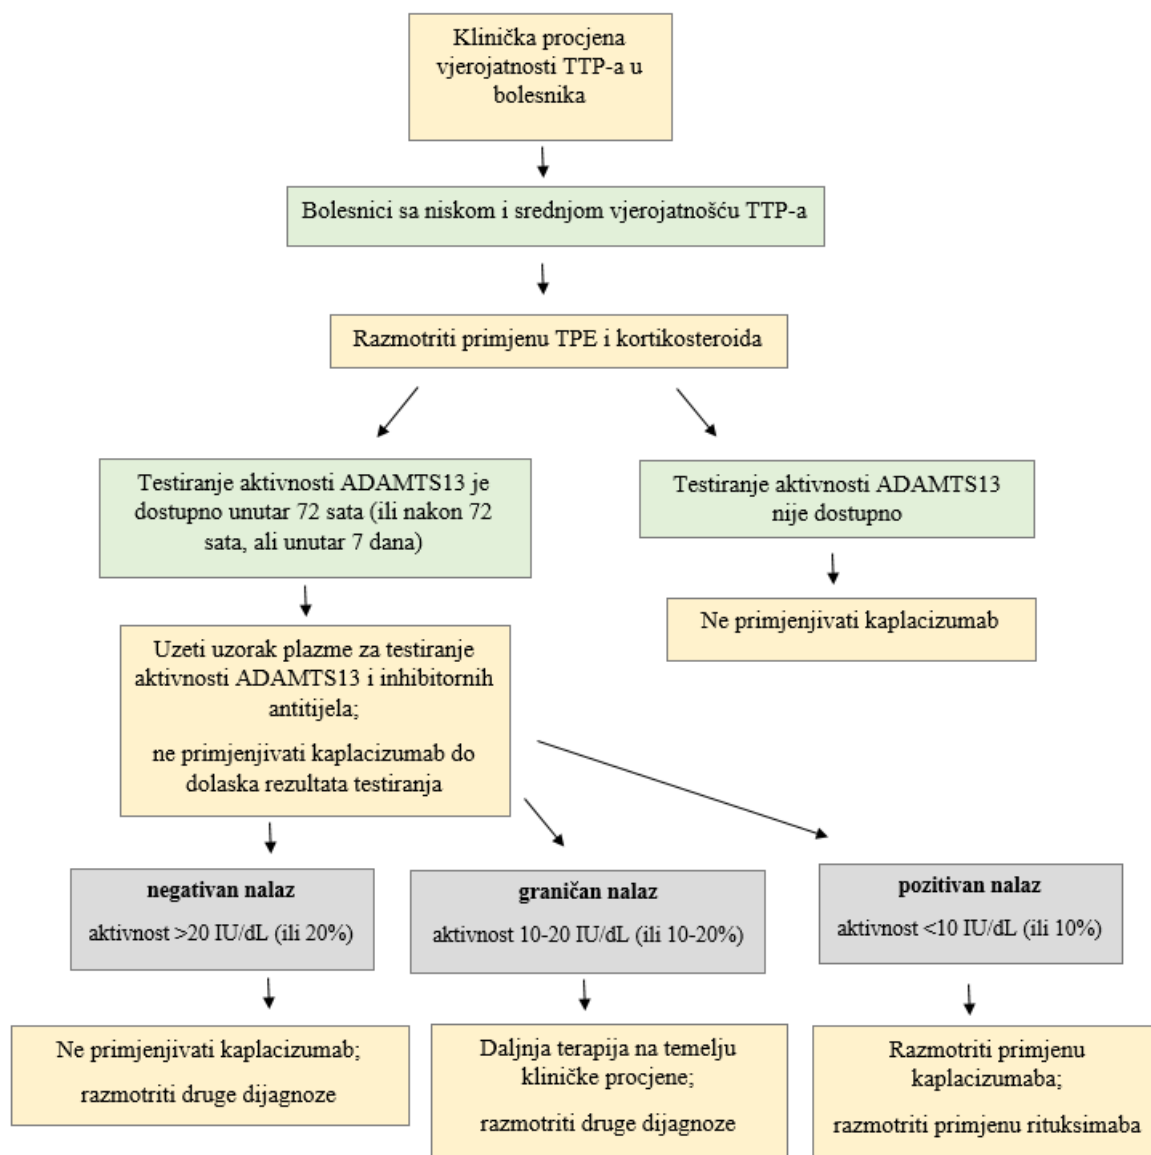 Klinička procjena
vjerojatnosti TTP-a u
bolesnika
Bolesnici sa niskom i srednjom vjerojatnošću TTP-a
Razmotriti primjenu TPE i kortikosteroida
Testiranje aktivnosti ADAMTS13 je
dostupno unutar 72 sata (ili nakon 72
sata, ali unutar 7 dana)
Testiranje aktivnosti ADAMTS13
nije dostupno
Ne primjenjivati kaplacizumab
Uzeti uzorak plazme za testiranje
aktivnosti ADAMTS13 i inhibitornih
antitijela;
ne primjenjivati kaplacizumab do
dolaska rezultata testiranja
negativan nalaz
aktivnost >20 IU/dL (ili 20%)
graničan nalaz
aktivnost 10-20 IU/dL (ili 10-20%)
pozitivan nalaz
aktivnost <10 IU/dL (ili 10%)
Ne primjenjivati kaplacizumab;
razmotriti druge dijagnoze
Daljnja terapija na temelju
kliničke procjene;
razmotriti druge dijagnoze
Razmotriti primjenu
kaplacizumaba;
razmotriti primjenu rituksimaba